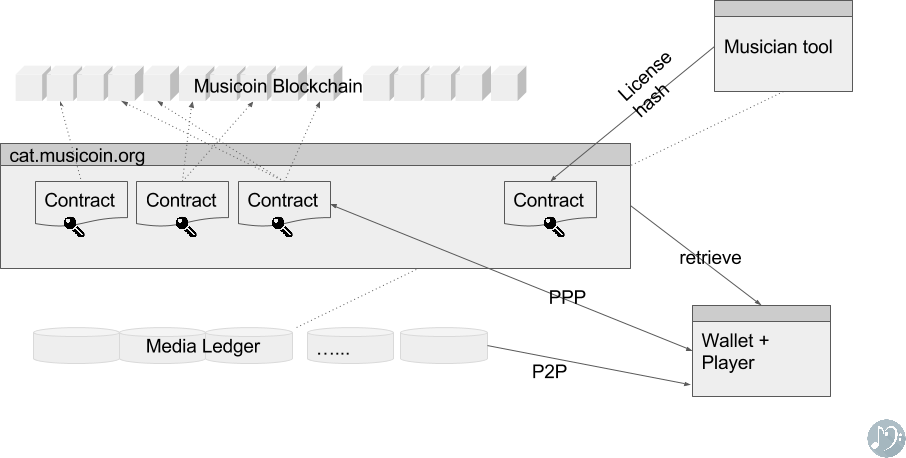 Musician tool
Musicoin Blockchain
License
hash
cat.musicoin.org
Contract
Contract
Contract
Contract
retrieve
PPP
Media Ledger
......
Wallet +
Player
P2P